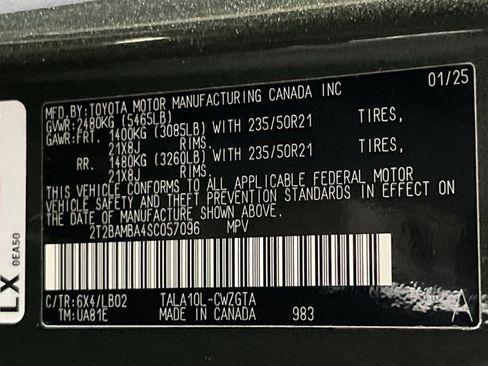 MFD.BY:TOYOTA MOTOR MANUFACTURING CANADA INC 01/25
GVWR:2480KG (5465LB)
GAWR:FRT. 1400KG (3085LB) WITH 235/50R21 TIRES,
21X8J RIMS.
RR. 1480KG (3260LB) WITH 235/50R21 TIRES,
21X8J RIMS.
THIS VEHICLE CONFORMS TO ALL APPLICABLE FEDERAL MOTOR
VEHICLE SAFETY AND THEFT PREVENTION STANDARDS IN EFFECT ON
THE DATE OF MANUFACTURE SHOWN ABOVE.
2T2BAMBA4SC057096 MPV
C/TR:6X4/LB02 TALA10L-CWZGTA A
TM:UA81E MADE IN CANADA 983
LX
0EA50